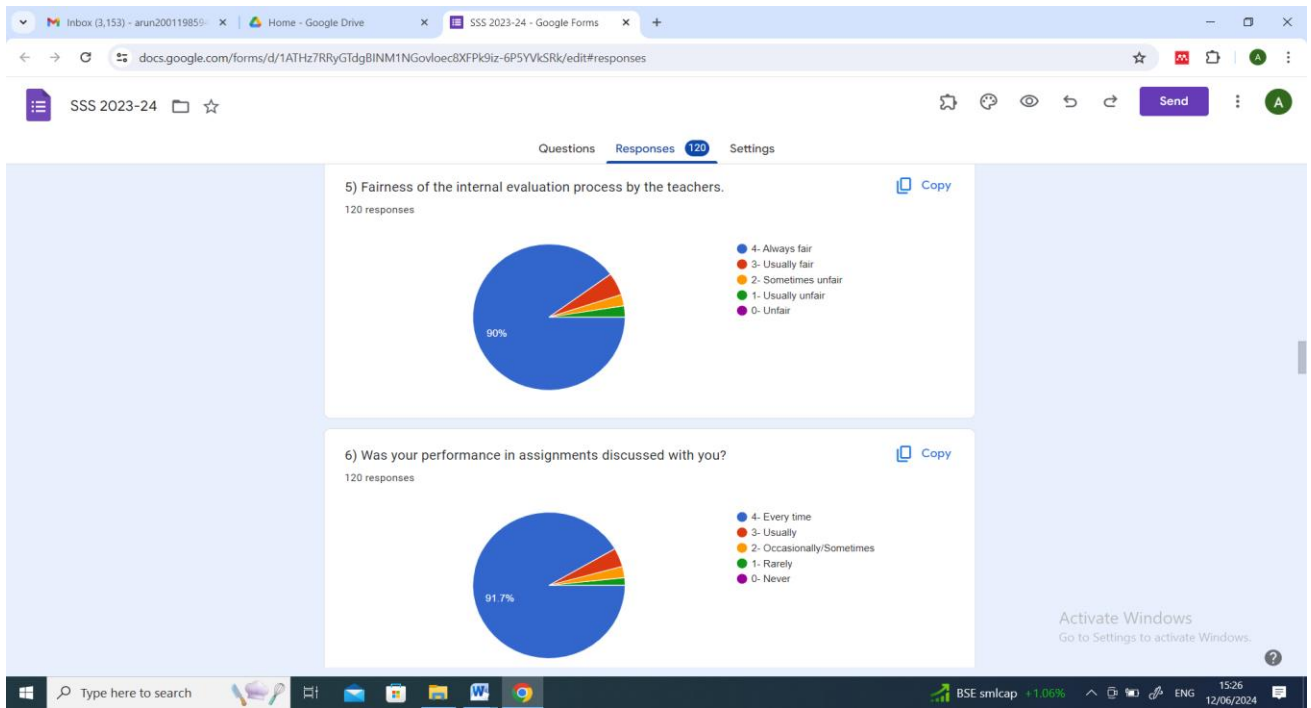 Inbox (3,153) - arun200119859
Home - Google Drive
SSS 2023-24 - Google Forms
docs.google.com/forms/d/1ATHz7RRyGTdgBINM1NGovloec8XFPk9iz-6P5YVkSRk/edit#responses
A
SSS 2023-24
Send
A
Questions Responses 120 Settings
5) Fairness of the internal evaluation process by the teachers.
Copy
120 responses
4- Always fair
3- Usually fair
2- Sometimes unfair
1- Usually unfair
0- Unfair
90%
6) Was your performance in assignments discussed with you?
Copy
120 responses
4- Every time
3- Usually
2- Occasionally/Sometimes
1- Rarely
0- Never
91.7%
Activate Windows
Go to Settings to activate Windows.
Type here to search
BSE smlcap +1.06%
ENG
15:26
12/06/2024